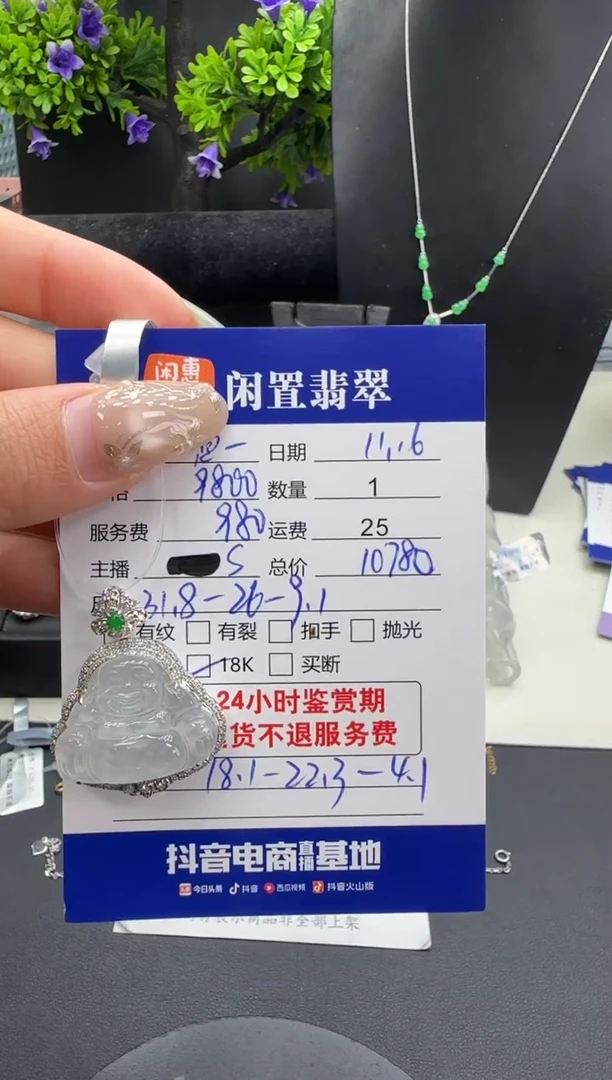 闲惠
闲置翡翠
日期 11.16
9800 数量 1
服务费 980 运费 25
主播 S 总价 10780
31.8-26-9.1
有纹 有裂 扣手 抛光
18K 买断
24小时鉴赏期
货不退服务费
18.1-22.3-4.1
抖音电商直播基地
今日头条 抖音 西瓜视频 抖音火山版